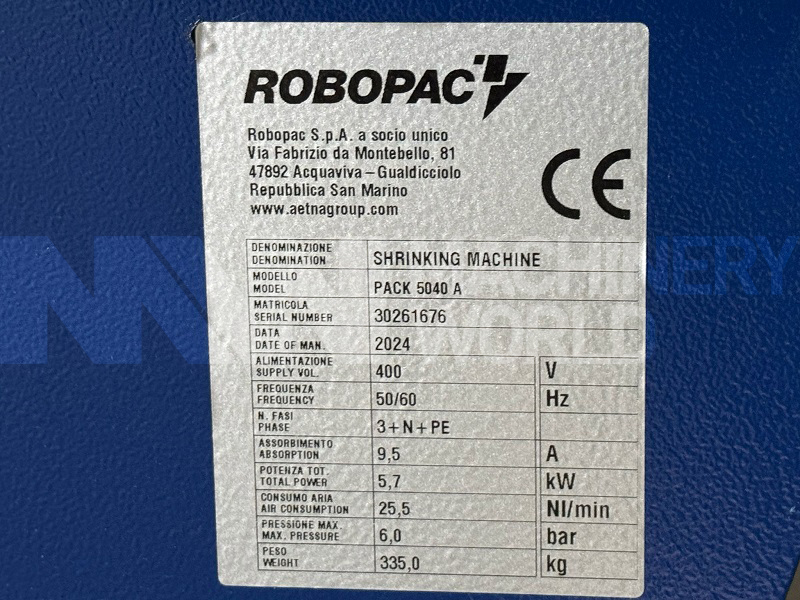 ROBOPAC
Robopac S.p.A. a socio unico
Via Fabrizio da Montebello, 81
47892 Acquaviva – Gualdicciolo
Repubblica San Marino
www.aetnagroup.com
CE
DENOMINAZIONE
DENOMINATION SHRINKING MACHINE
MODELLO
MODEL PACK 5040 A
MATRICOLA
SERIAL NUMBER 30261676
DATA
DATE OF MAN. 2024
ALIMENTAZIONE
SUPPLY VOL. 400 V
FREQUENZA
FREQUENCY 50/60 Hz
N. FASI
PHASE 3+N+PE
ASSORBIMENTO
ABSORPTION 9,5 A
POTENZA TOT.
TOTAL POWER 5,7 kW
CONSUMO ARIA
AIR CONSUMPTION 25,5 Nl/min
PRESSIONE MAX.
MAX. PRESSURE 6,0 bar
PESO
WEIGHT 335,0 kg
MACHINERY
WORLD